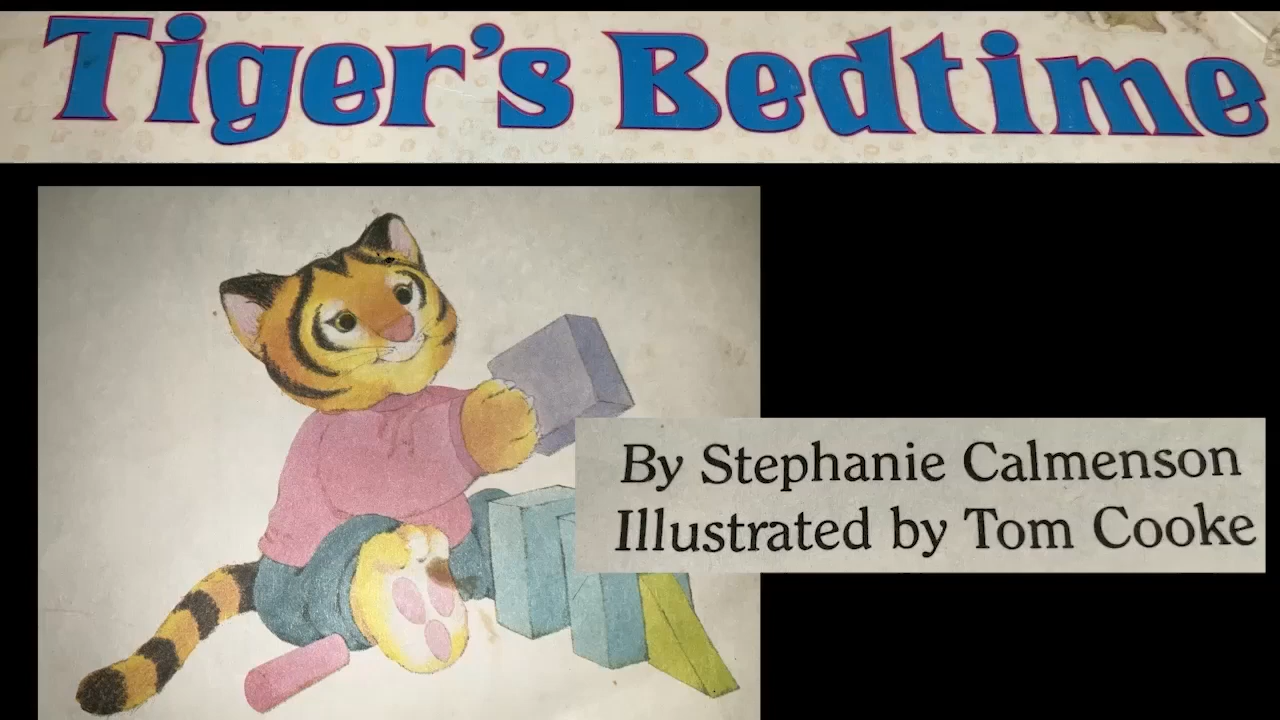 Tiger's Bedtime
By Stephanie Calmenson
Illustrated by Tom Cooke